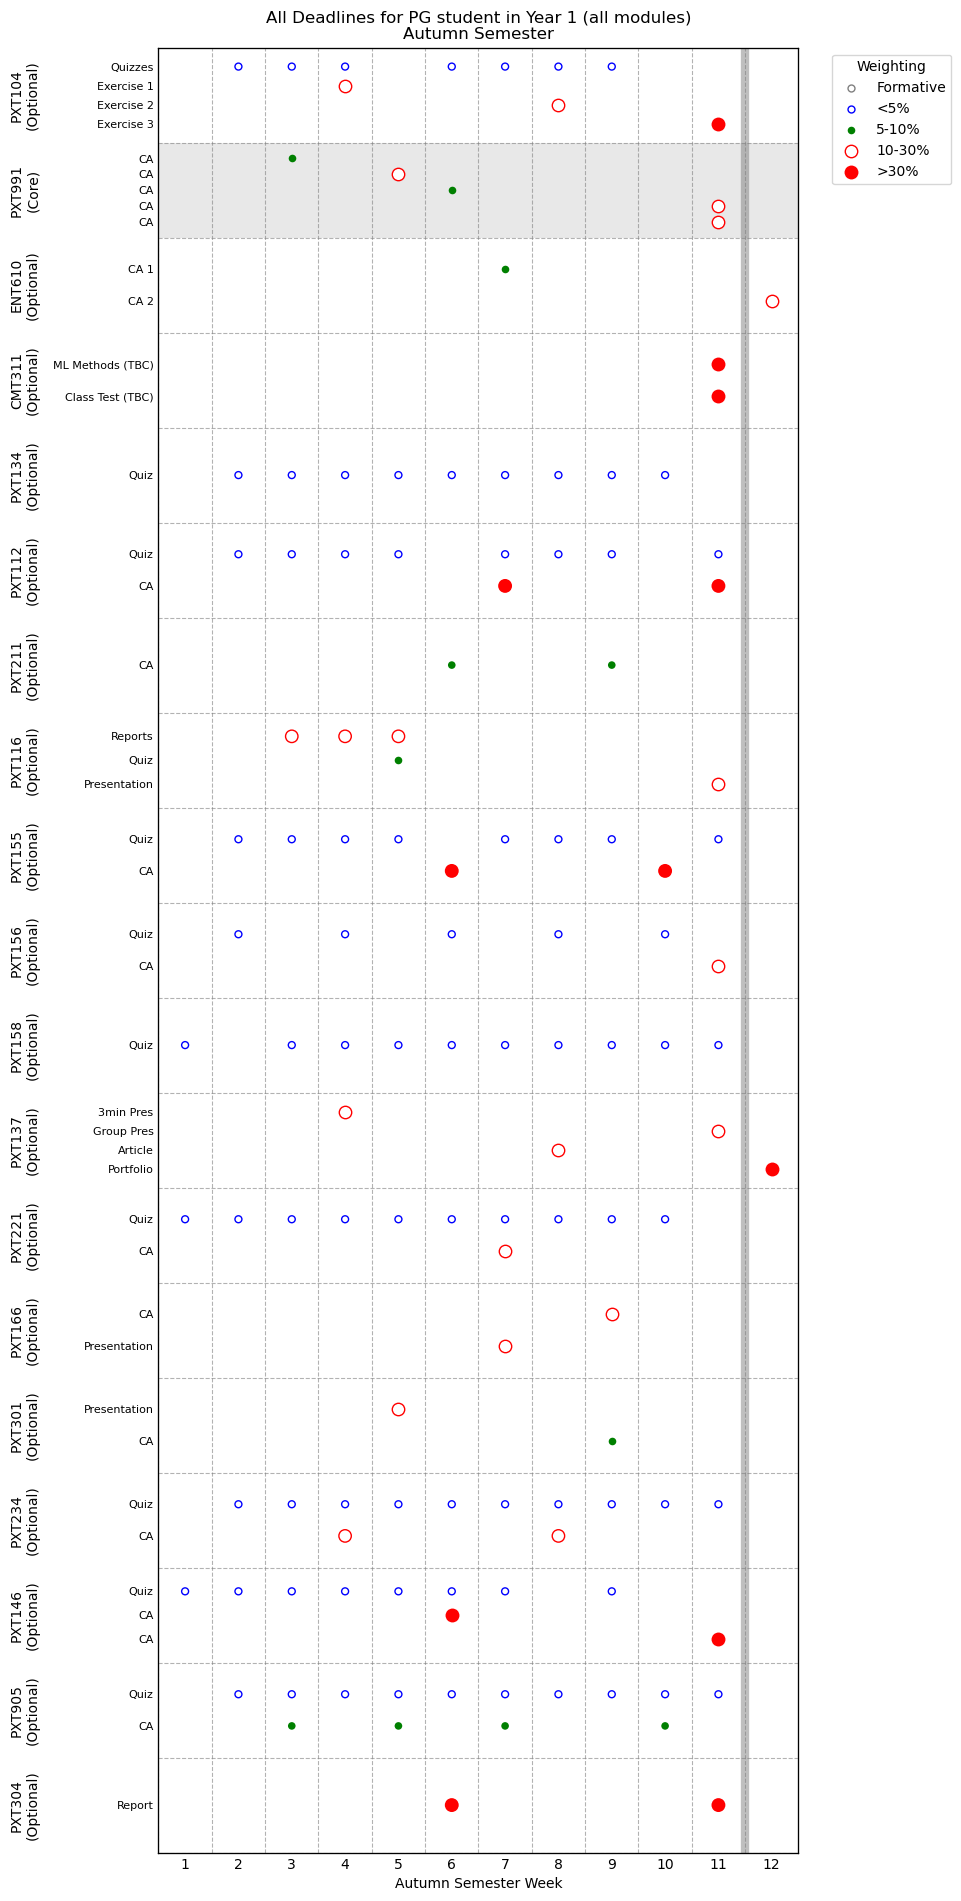 All Deadlines for PG student in Year 1 (all modules)
Autumn Semester
Weighting
Formative
<5%
5-10%
10-30%
>30%
PXT104
(Optional)
Quizzes
Exercise 1
Exercise 2
Exercise 3
PXT991
(Core)
CA
CA
CA
CA
CA
ENT610
(Optional)
CA 1
CA 2
CMT311
(Optional)
ML Methods (TBC)
Class Test (TBC)
PXT134
(Optional)
Quiz
PXT112
(Optional)
Quiz
CA
PXT211
(Optional)
CA
PXT116
(Optional)
Reports
Quiz
Presentation
PXT155
(Optional)
Quiz
CA
PXT156
(Optional)
Quiz
CA
PXT158
(Optional)
Quiz
PXT137
(Optional)
3min Pres
Group Pres
Article
Portfolio
PXT221
(Optional)
Quiz
CA
PXT166
(Optional)
CA
Presentation
PXT301
(Optional)
Presentation
CA
PXT234
(Optional)
Quiz
CA
PXT146
(Optional)
Quiz
CA
CA
PXT905
(Optional)
Quiz
CA
PXT304
(Optional)
Report
1 2 3 4 5 6 7 8 9 10 11 12
Autumn Semester Week